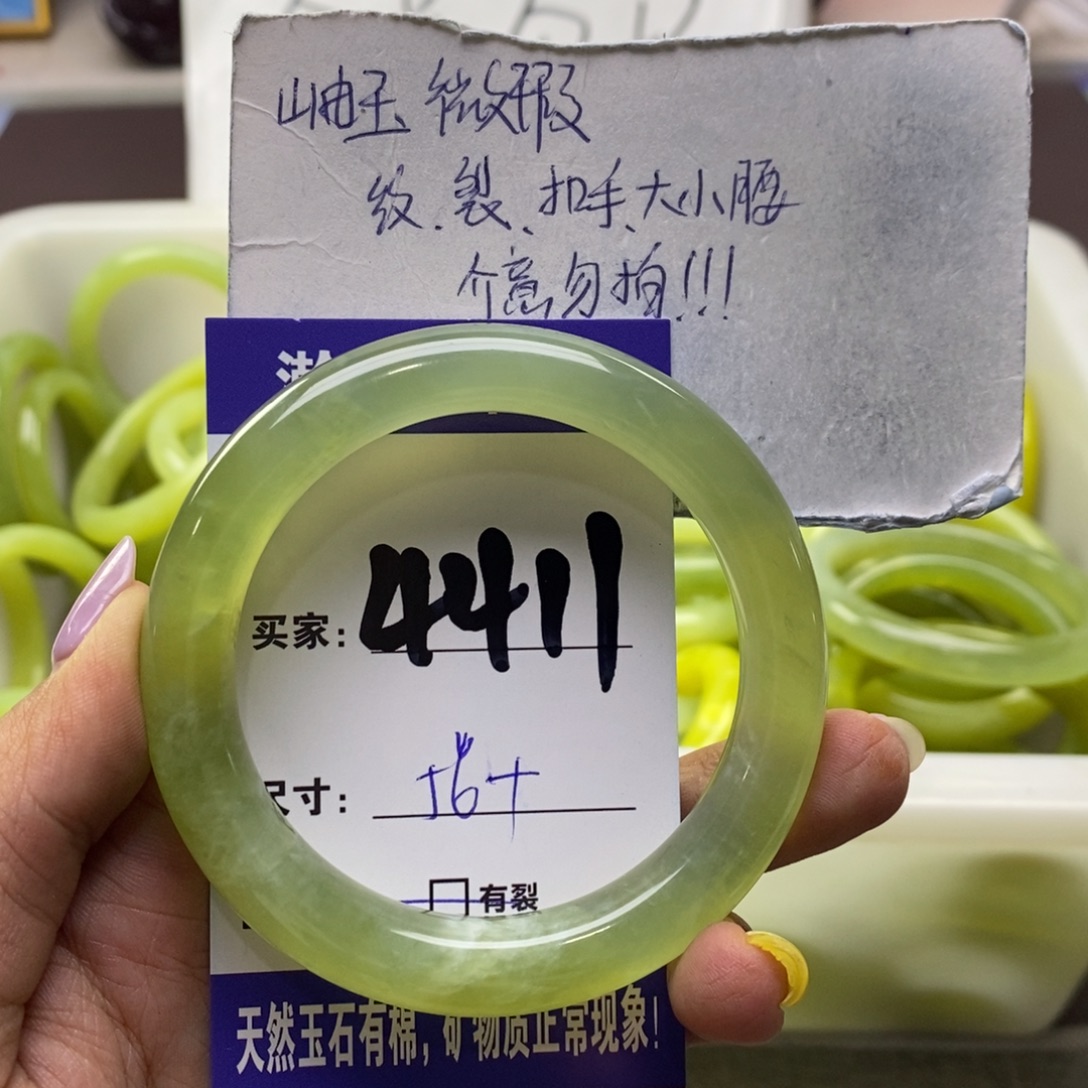 岫玉 微瑕
纹、裂、扣手、大小腰
介意勿拍!!!
买家: 4411
尺寸: 56+
有裂
天然玉石有棉, 矿物质正常现象!